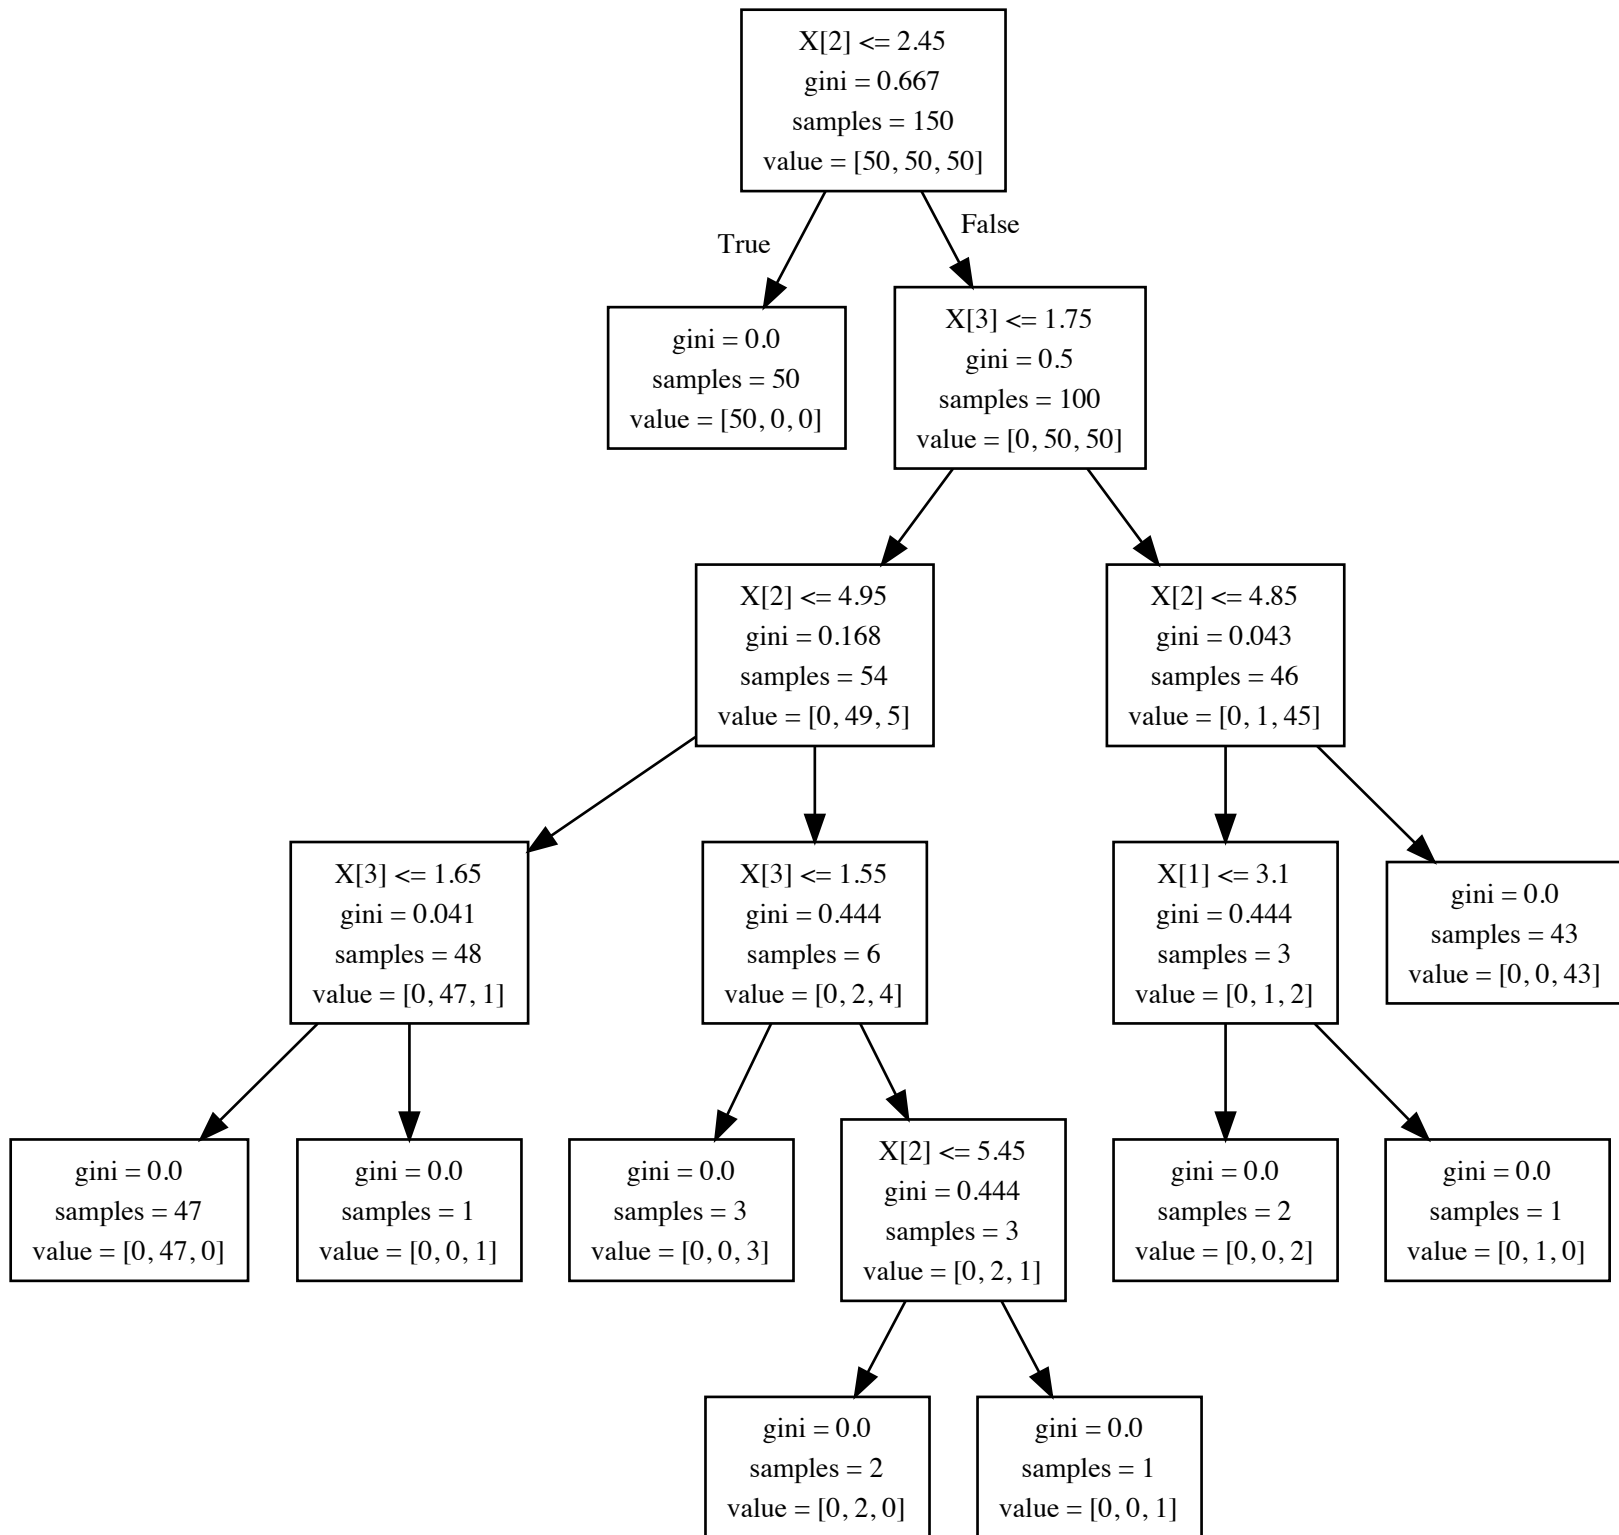 X[2] <= 2.45
gini = 0.667
samples = 150
value = [50, 50, 50]
True
False
gini = 0.0
samples = 50
value = [50, 0, 0]
X[3] <= 1.75
gini = 0.5
samples = 100
value = [0, 50, 50]
X[2] <= 4.95
gini = 0.168
samples = 54
value = [0, 49, 5]
X[2] <= 4.85
gini = 0.043
samples = 46
value = [0, 1, 45]
X[3] <= 1.65
gini = 0.041
samples = 48
value = [0, 47, 1]
X[3] <= 1.55
gini = 0.444
samples = 6
value = [0, 2, 4]
X[1] <= 3.1
gini = 0.444
samples = 3
value = [0, 1, 2]
gini = 0.0
samples = 43
value = [0, 0, 43]
gini = 0.0
samples = 47
value = [0, 47, 0]
gini = 0.0
samples = 1
value = [0, 0, 1]
gini = 0.0
samples = 3
value = [0, 0, 3]
X[2] <= 5.45
gini = 0.444
samples = 3
value = [0, 2, 1]
gini = 0.0
samples = 2
value = [0, 0, 2]
gini = 0.0
samples = 1
value = [0, 1, 0]
gini = 0.0
samples = 2
value = [0, 2, 0]
gini = 0.0
samples = 1
value = [0, 0, 1]